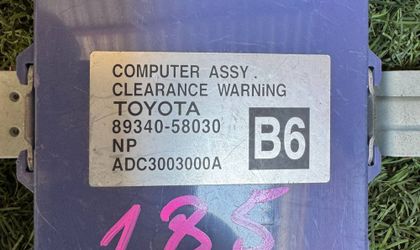 COMPUTER ASSY.
CLEARANCE WARNiNG
TOYOTA
89340-58030
NP
ADC3003000A
B6
185